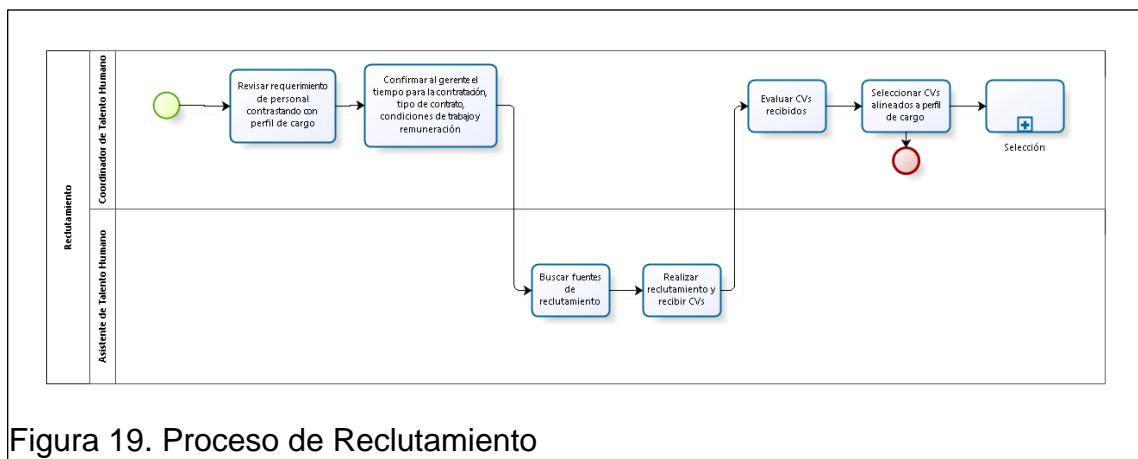 Reclutamiento
Coordinador de Talento Humano
Revisar requerimiento
de personal
contrastando con
perfil de cargo
Confirmar al gerente el
tiempo para la contratación,
tipo de contrato,
condiciones de trabajo y
remuneración
Evaluar CVs
recibidos
Seleccionar CVs
alineados a perfil
de cargo
Selección
Asistente de Talento Humano
Buscar fuentes
de
reclutamiento
Realizar
reclutamiento y
recibir CVs
Figura 19. Proceso de Reclutamiento